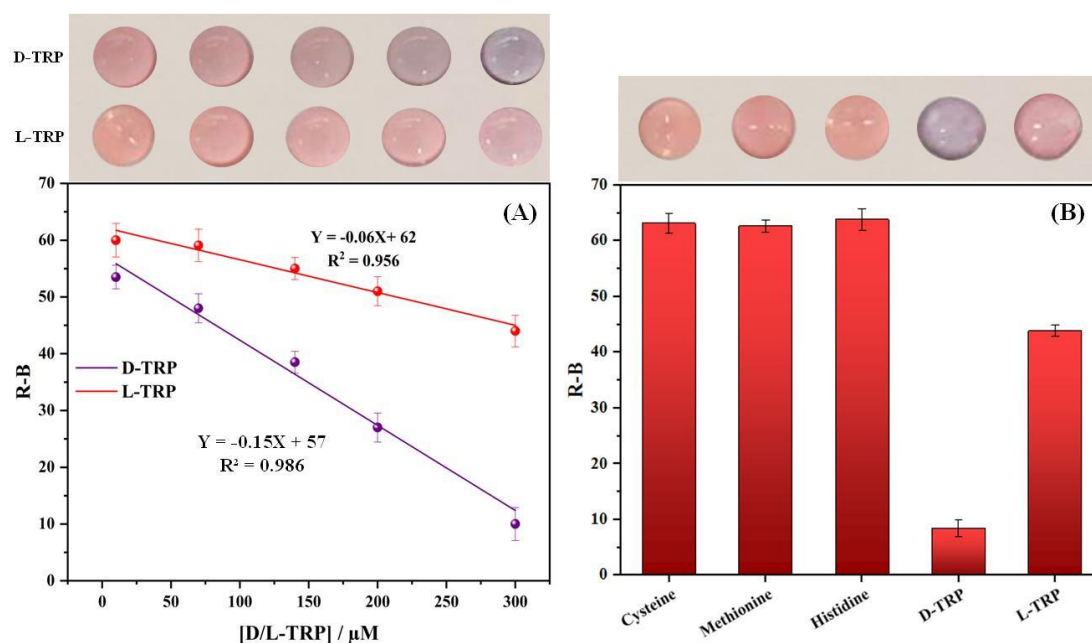 D-TRP
L-TRP
(A)
Y = -0.06X+ 62
R² = 0.956
D-TRP
L-TRP
Y = -0.15X + 57
R² = 0.986
R-B
70
60
50
40
30
20
10
0
0
50
100
150
200
250
300
[D/L-TRP] / µM
(B)
R-B
70
60
50
40
30
20
10
0
Cysteine
Methionine
Histidine
D-TRP
L-TRP